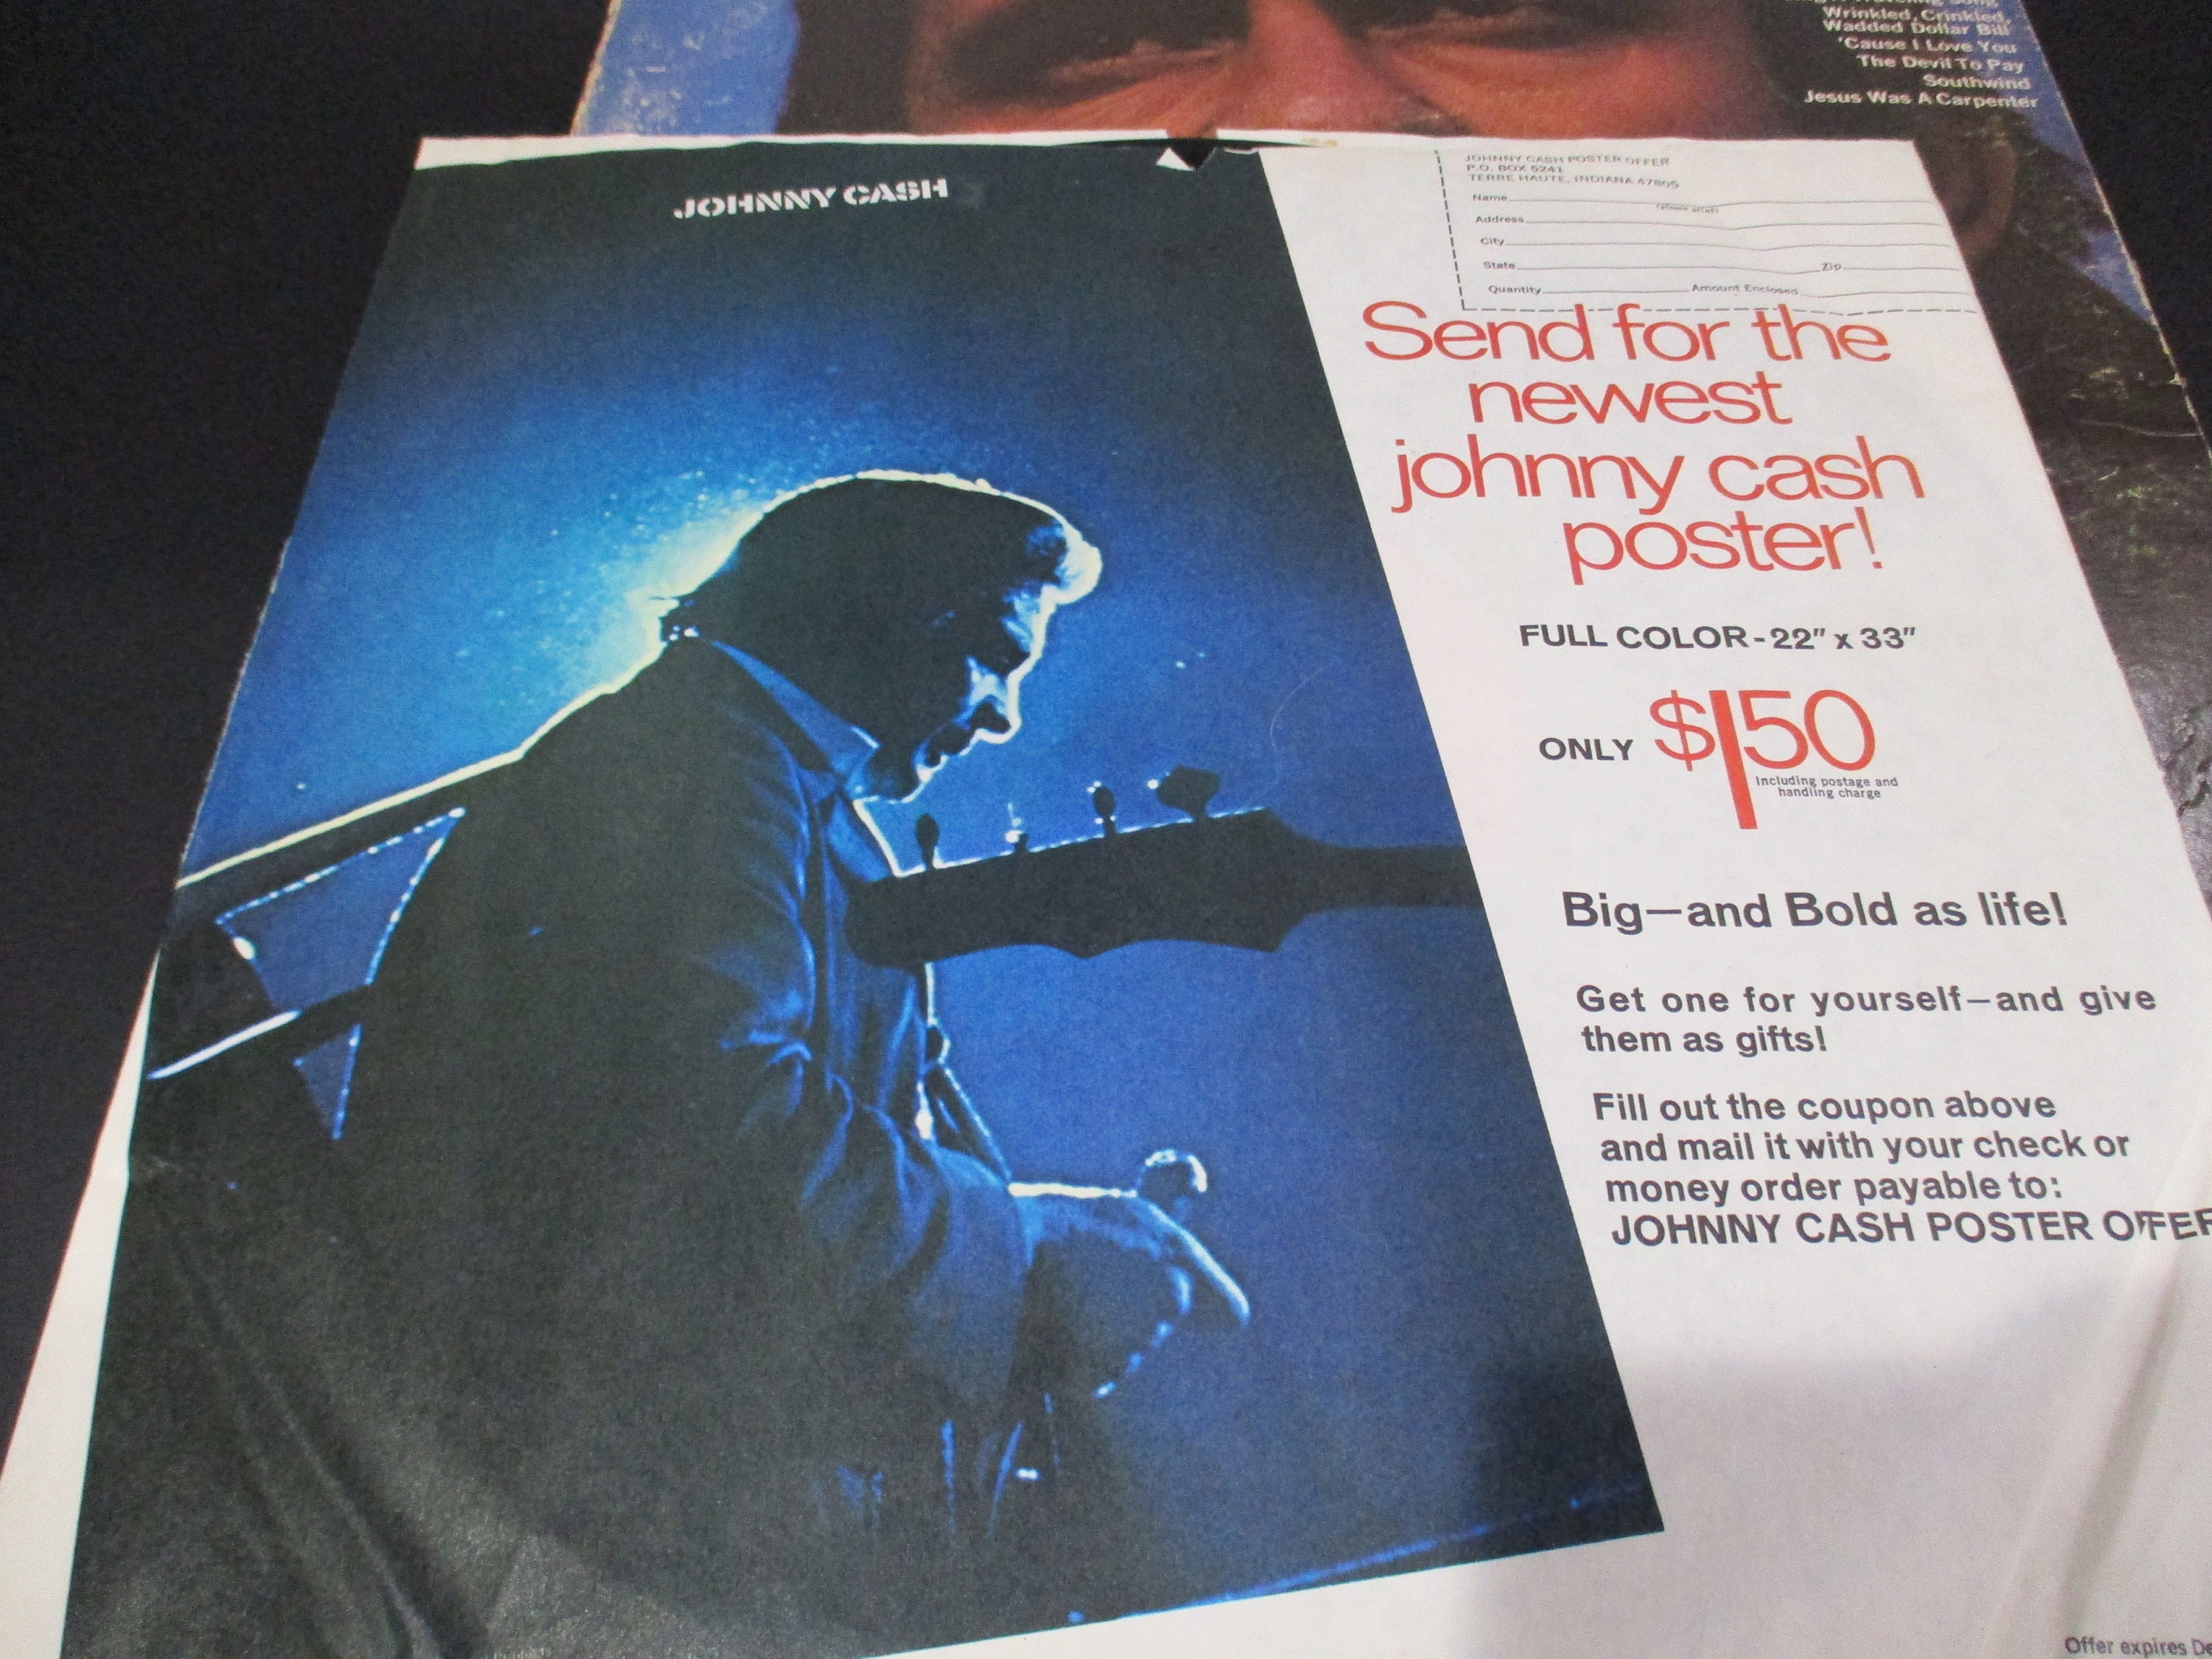 Wrinkled, Crinkled,
Wadded Dollar Bill
'Cause I Love You
The Devil To Pay
Southwind
Jesus Was A Carpenter
JOHNNY CASH
JOHNNY CASH POSTER OFFER
P.O. BOX 5241
TERRE HAUTE, INDIANA 47805
Name
(please print)
Address
City
State Zip
Quantity Amount Enclosed
Send for the
newest
johnny cash
poster!
FULL COLOR - 22" x 33"
ONLY $1.50
Including postage and
handling charge
Big—and Bold as life!
Get one for yourself—and give
them as gifts!
Fill out the coupon above
and mail it with your check or
money order payable to:
JOHNNY CASH POSTER OFFER
Offer expires